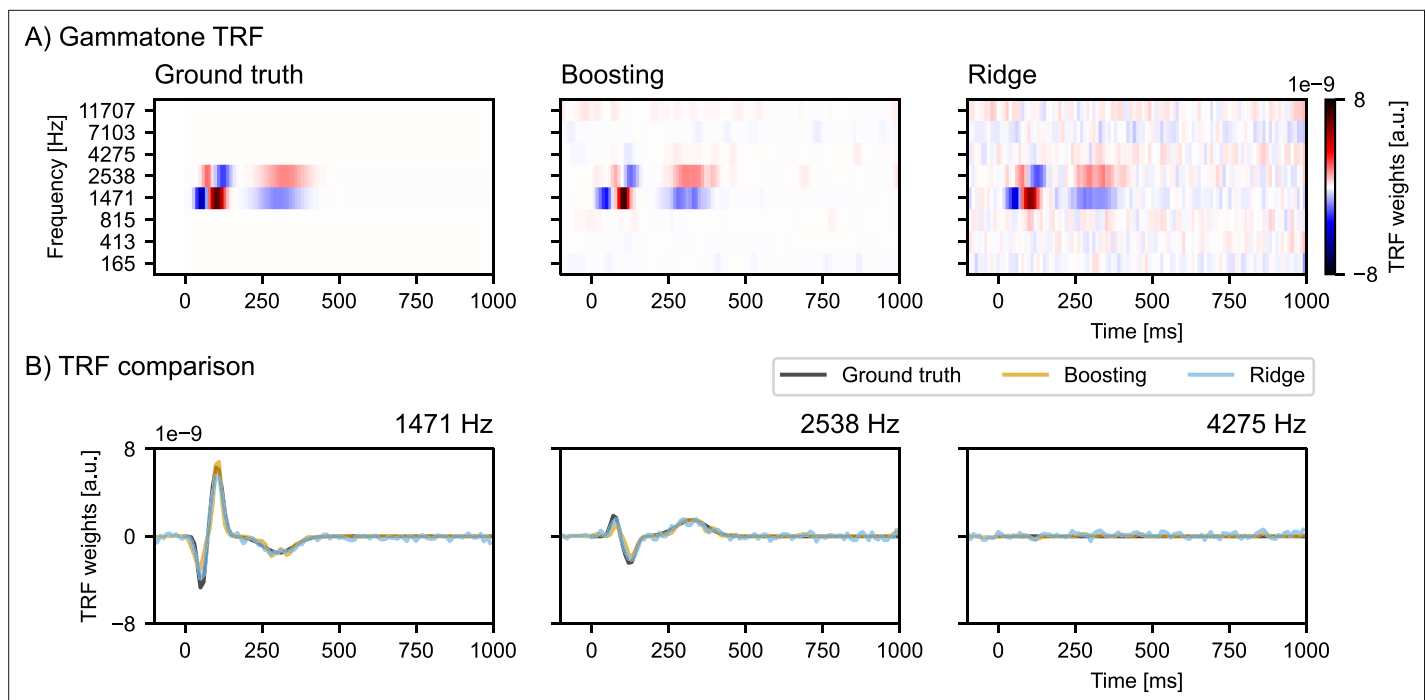 A) Gammatone TRF
Ground truth
Boosting
Ridge
1e−9
Frequency [Hz]
11707
7103
4275
2538
1471
815
413
165
8
−8
TRF weights [a.u.]
0 250 500 750 1000
0 250 500 750 1000
0 250 500 750 1000
Time [ms]
B) TRF comparison
Ground truth Boosting Ridge
1471 Hz
2538 Hz
4275 Hz
1e−9
TRF weights [a.u.]
8
0
−8
0 250 500 750 1000
0 250 500 750 1000
0 250 500 750 1000
Time [ms]